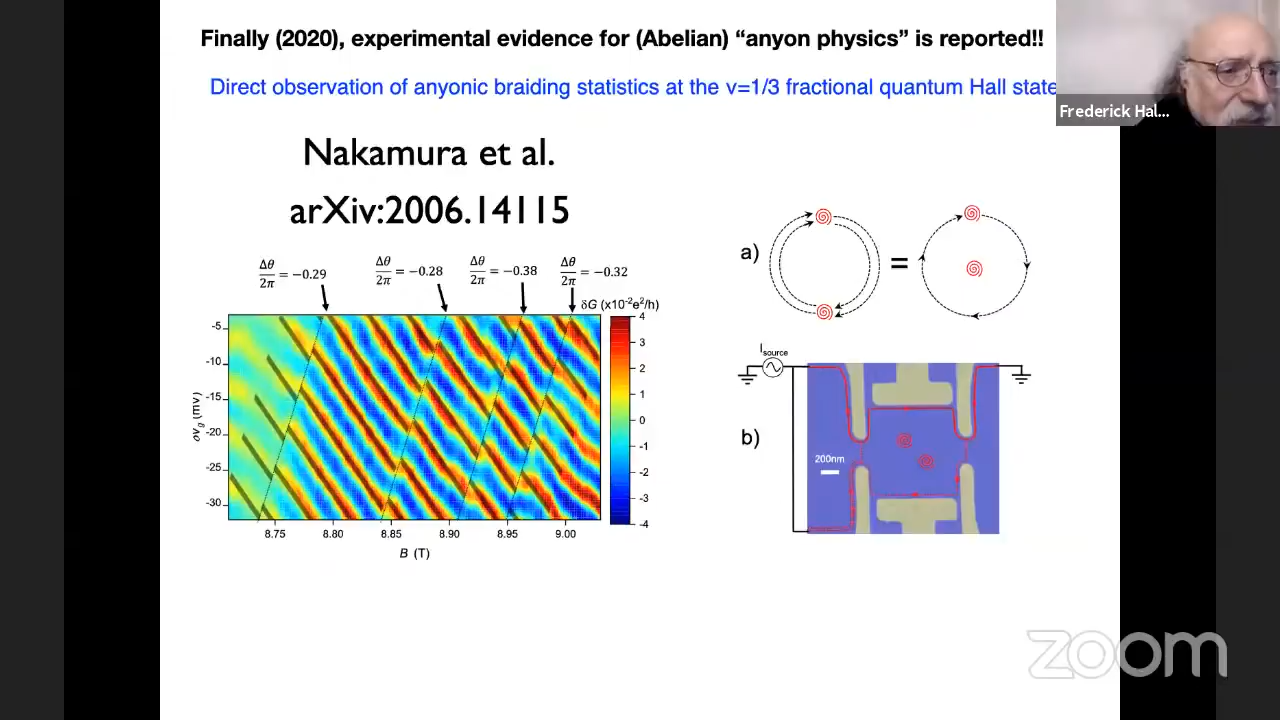 Finally (2020), experimental evidence for (Abelian) “anyon physics” is reported!!
Direct observation of anyonic braiding statistics at the ν=1/3 fractional quantum Hall state
Frederick Hal...
Nakamura et al.
arXiv:2006.14115
Δθ/2π = −0.29
Δθ/2π = −0.28
Δθ/2π = −0.38
Δθ/2π = −0.32
δG (x10⁻²e²/h)
4
3
2
1
0
-1
-2
-3
-4
-5
-10
-15
-20
-25
-30
(mv)
8.75 8.80 8.85 8.90 8.95 9.00
B (T)
a)
=
I source
b)
200nm
zoom